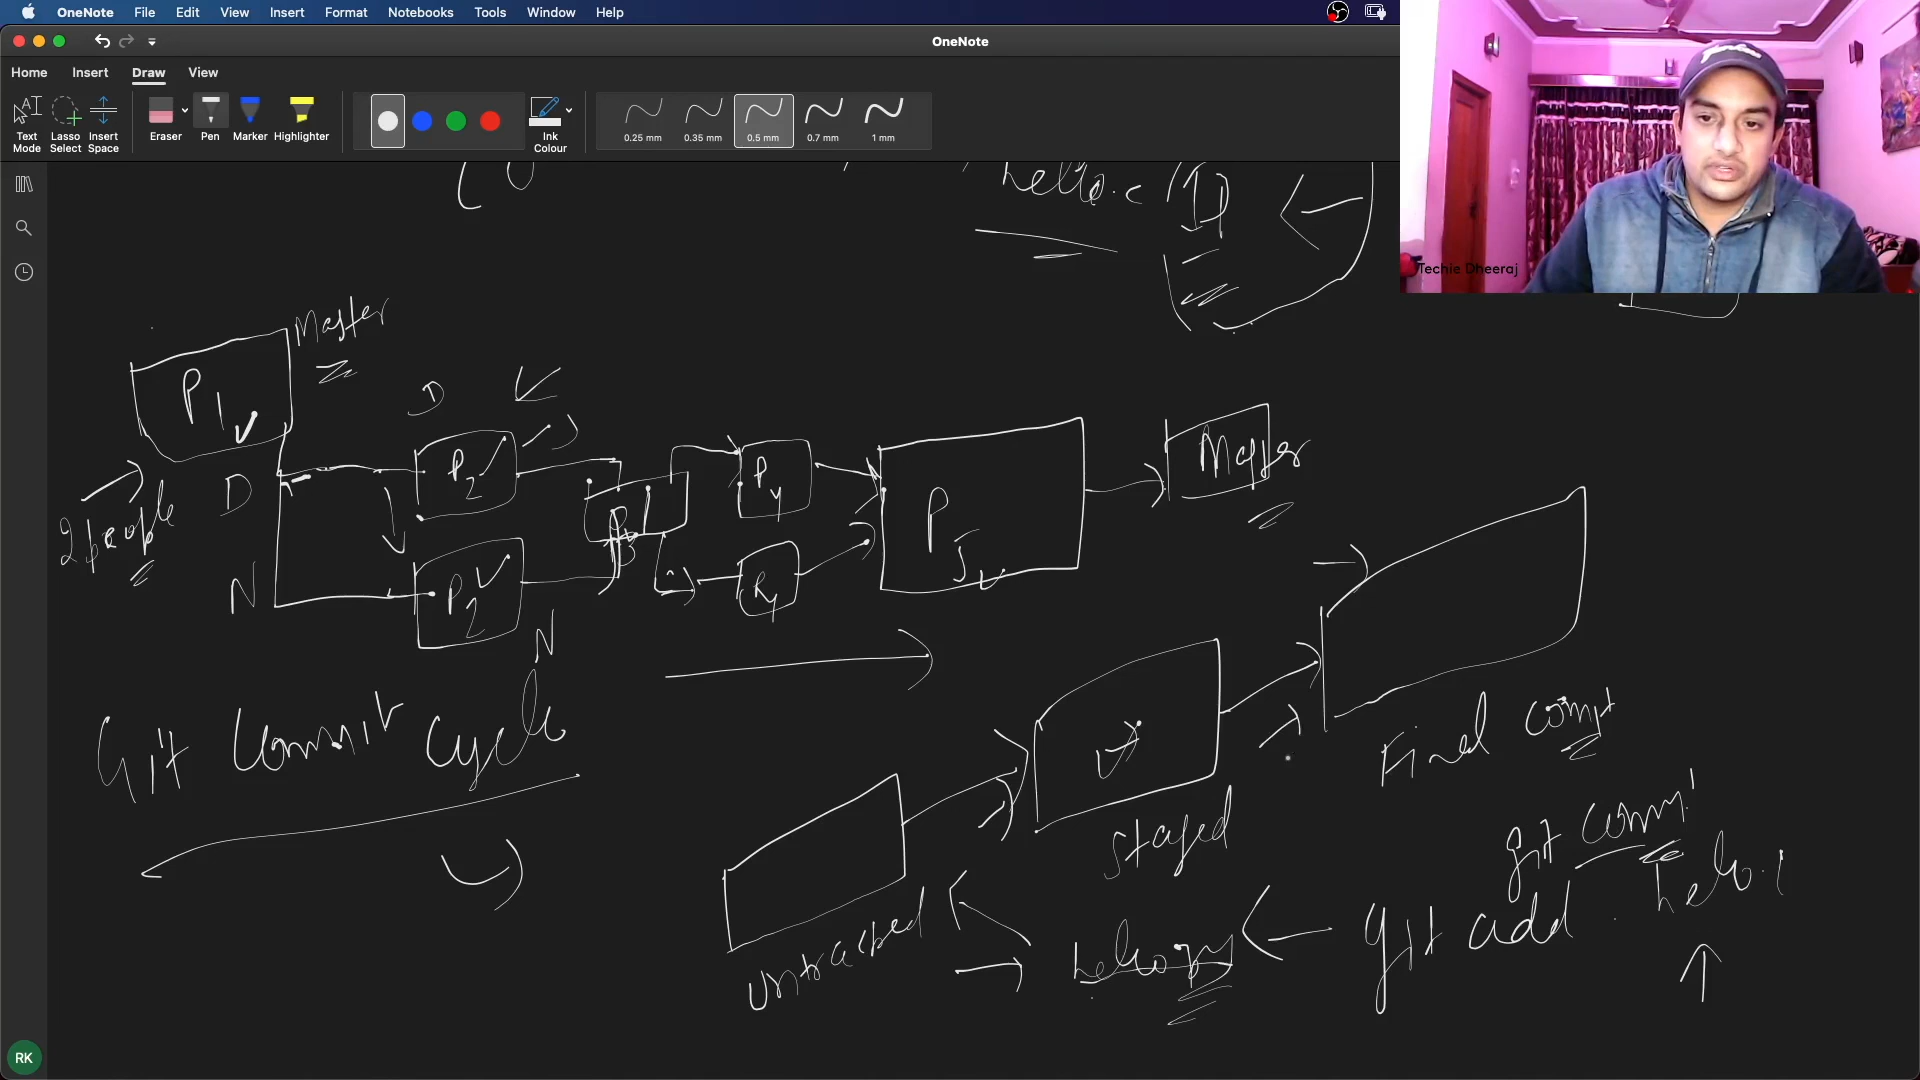 OneNote File Edit View Insert Format Notebooks Tools Window Help
OneNote
Home Insert Draw View
Text Mode
Lasso Select
Insert Space
Eraser
Pen
Marker
Highlighter
Ink Colour
0.25 mm
0.35 mm
0.5 mm
0.7 mm
1 mm
Techie Dheeraj
hello.c
Master
P1
D
P2
P4
Master
2 people
D
P5
N
P2
N
Git Commit Cycle
Final commit
Staged
git commi
hello.
Untracked
git add .
RK